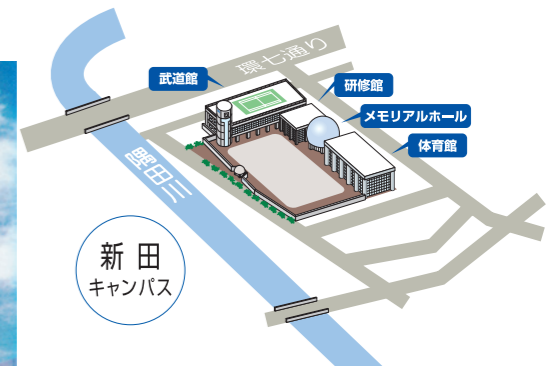 環七通り
武道館
研修館
メモリアルホール
体育館
隅田川
新田
キャンパス